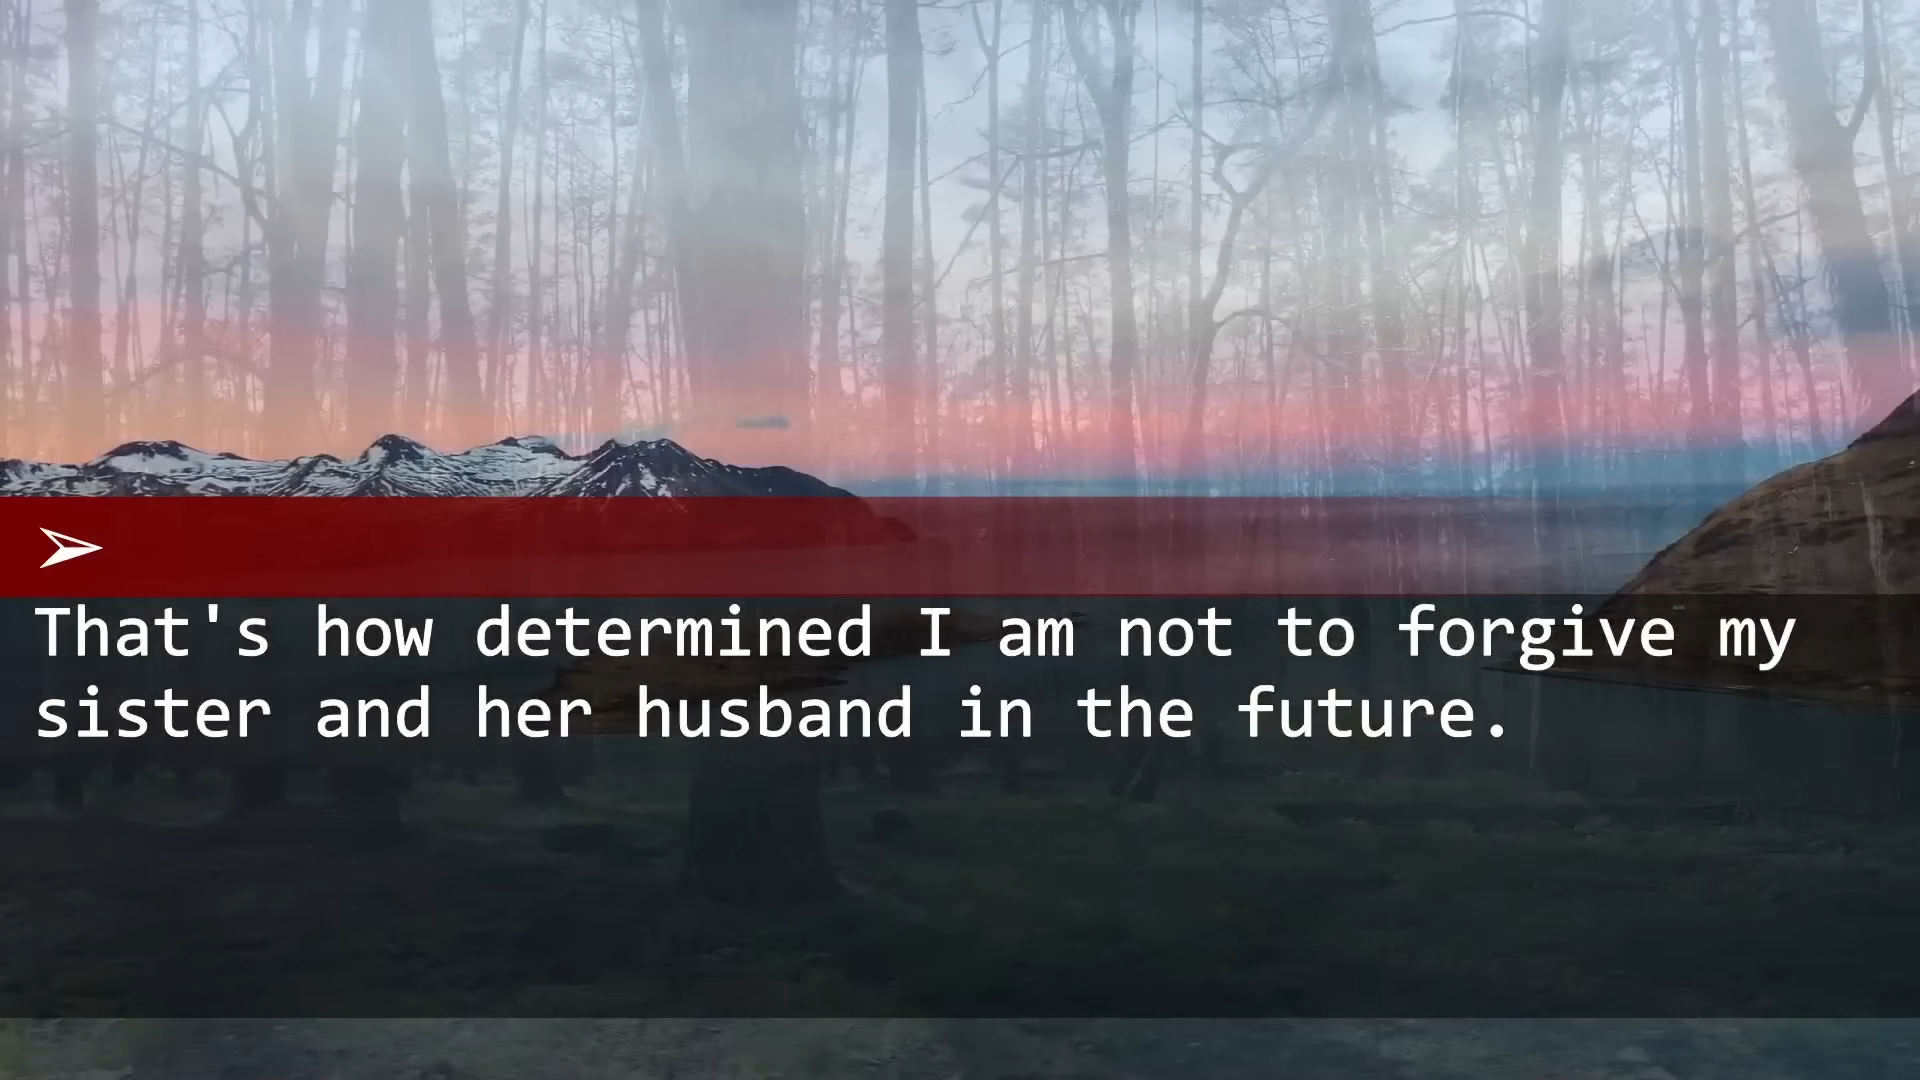 That's how determined I am not to forgive my
sister and her husband in the future.